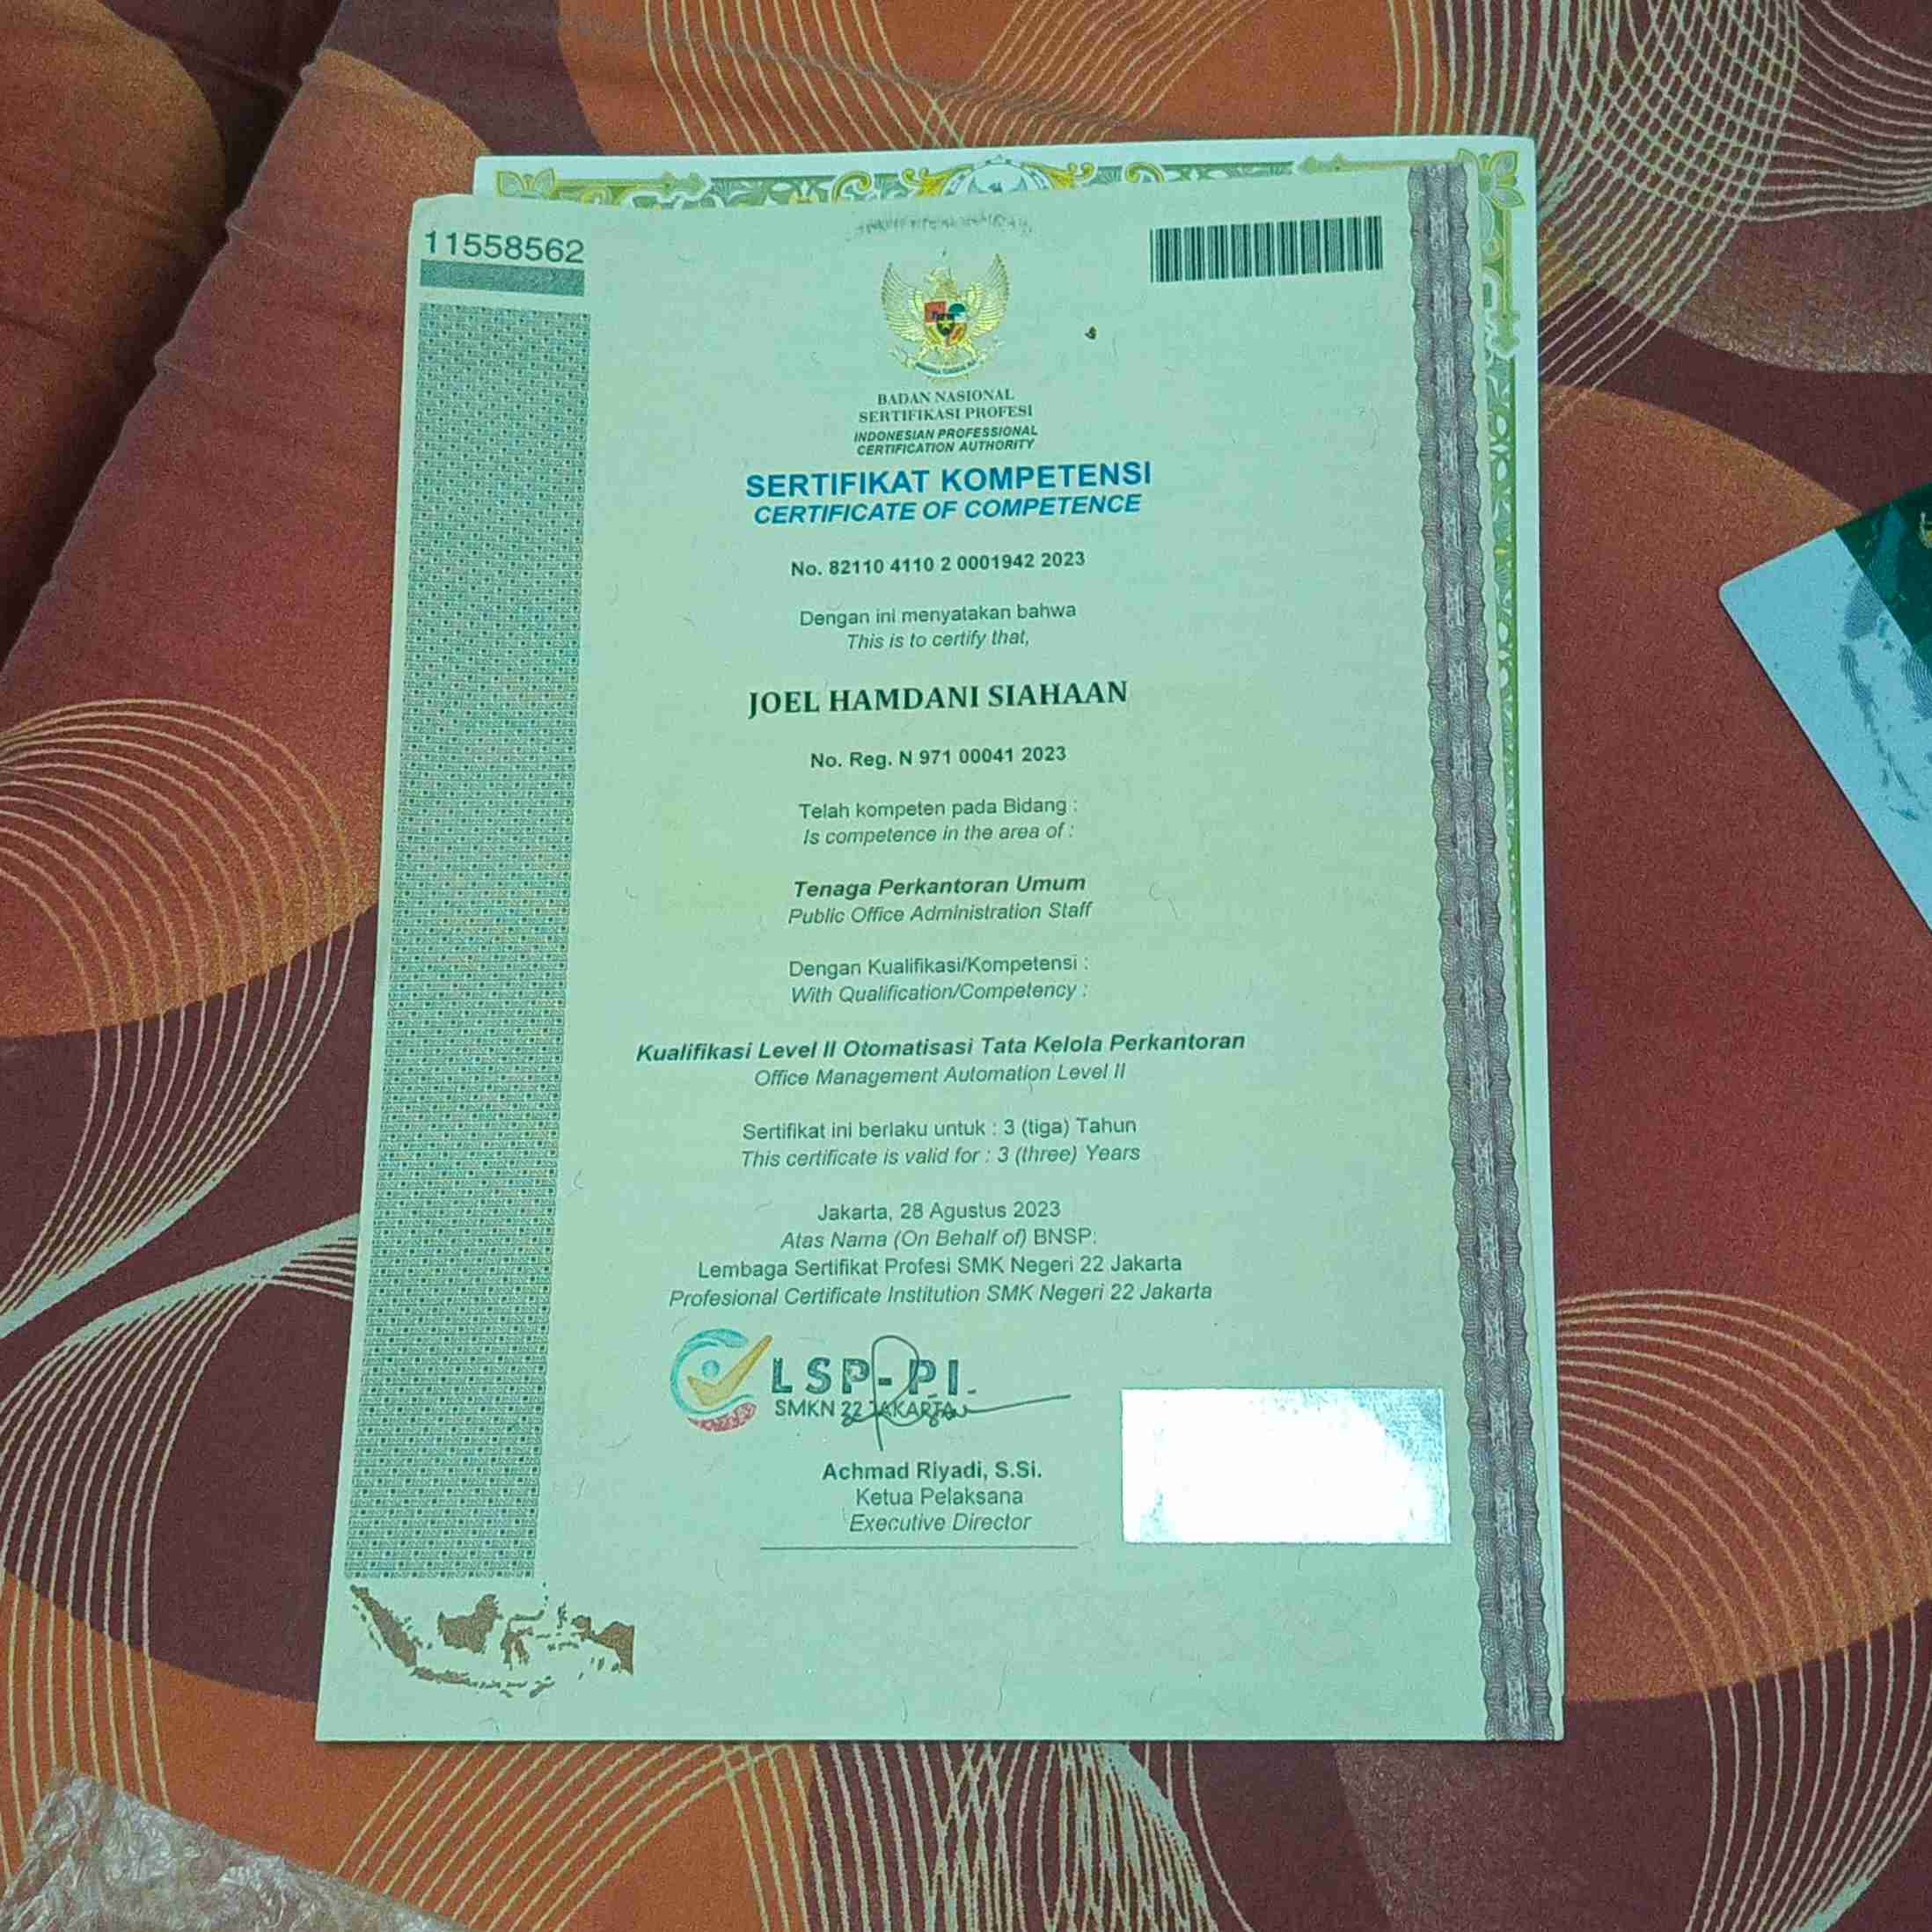 11558562
BADAN NASIONAL
SERTIFIKASI PROFESI
INDONESIAN PROFESSIONAL
CERTIFICATION AUTHORITY
SERTIFIKAT KOMPETENSI
CERTIFICATE OF COMPETENCE
No. 82110 4110 2 0001942 2023
Dengan ini menyatakan bahwa
This is to certify that,
JOEL HAMDANI SIAHAAN
No. Reg. N 971 00041 2023
Telah kompeten pada Bidang :
Is competence in the area of :
Tenaga Perkantoran Umum
Public Office Administration Staff
Dengan Kualifikasi/Kompetensi :
With Qualification/Competency :
Kualifikasi Level II Otomatisasi Tata Kelola Perkantoran
Office Management Automation Level II
Sertifikat ini berlaku untuk : 3 (tiga) Tahun
This certificate is valid for : 3 (three) Years
Jakarta, 28 Agustus 2023
Atas Nama (On Behalf of) BNSP:
Lembaga Sertifikat Profesi SMK Negeri 22 Jakarta
Profesional Certificate Institution SMK Negeri 22 Jakarta
LSP-P.I.
SMKN 22 JAKARTA
Achmad Riyadi, S.Si.
Ketua Pelaksana
Executive Director